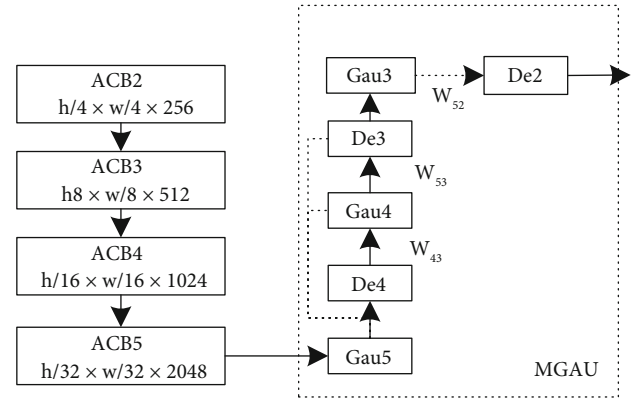 ACB2
h/4 × w/4 × 256
ACB3
h8 × w/8 × 512
ACB4
h/16 × w/16 × 1024
ACB5
h/32 × w/32 × 2048
Gau3
De2
W52
De3
W53
Gau4
W43
De4
Gau5
MGAU